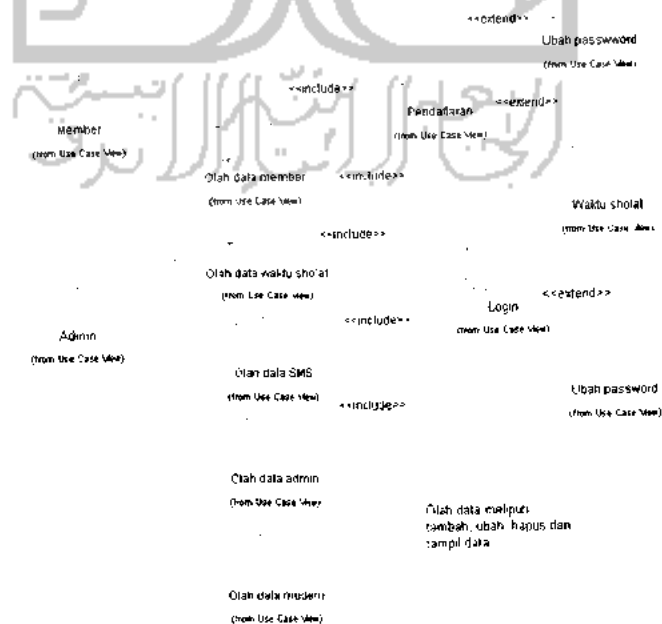 <<extend>>
Ubah passwword
(from Use Case View)
<<include>>
<<extend>>
Pendaftaran
(from Use Case View)
Member
(from Use Case View)
Olah data member
(from Use Case View)
<<include>>
Waktu sholat
(from Use Case View)
<<include>>
Olah data waktu sholat
(from Use Case View)
<<extend>>
Login
(from Use Case View)
<<include>>
Admin
(from Use Case View)
Olah data SMS
(from Use Case View)
<<include>>
Ubah password
(from Use Case View)
Olah data admin
(from Use Case View)
Olah data meliputi
tambah, ubah, hapus dan
tampil data
Olah data modem
(from Use Case View)